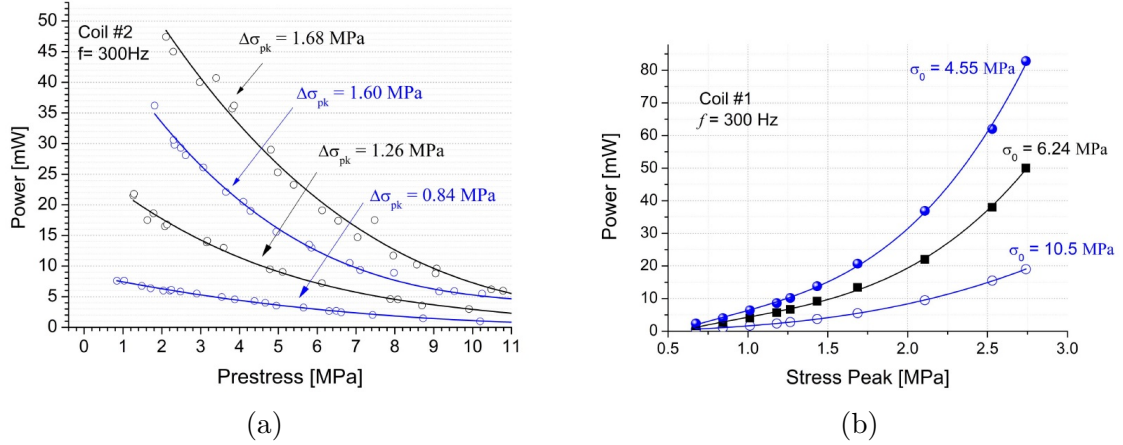 50
45
40
35
30
25
20
15
10
5
0
Power [mW]
Coil #2
f= 300Hz
Δσpk = 1.68 MPa
Δσpk = 1.60 MPa
Δσpk = 1.26 MPa
Δσpk = 0.84 MPa
0 1 2 3 4 5 6 7 8 9 10 11
Prestress [MPa]
(a)
80
70
60
50
40
30
20
10
0
Power [mW]
Coil #1
f = 300 Hz
σ0 = 4.55 MPa
σ0 = 6.24 MPa
σ0 = 10.5 MPa
0.5 1.0 1.5 2.0 2.5 3.0
Stress Peak [MPa]
(b)